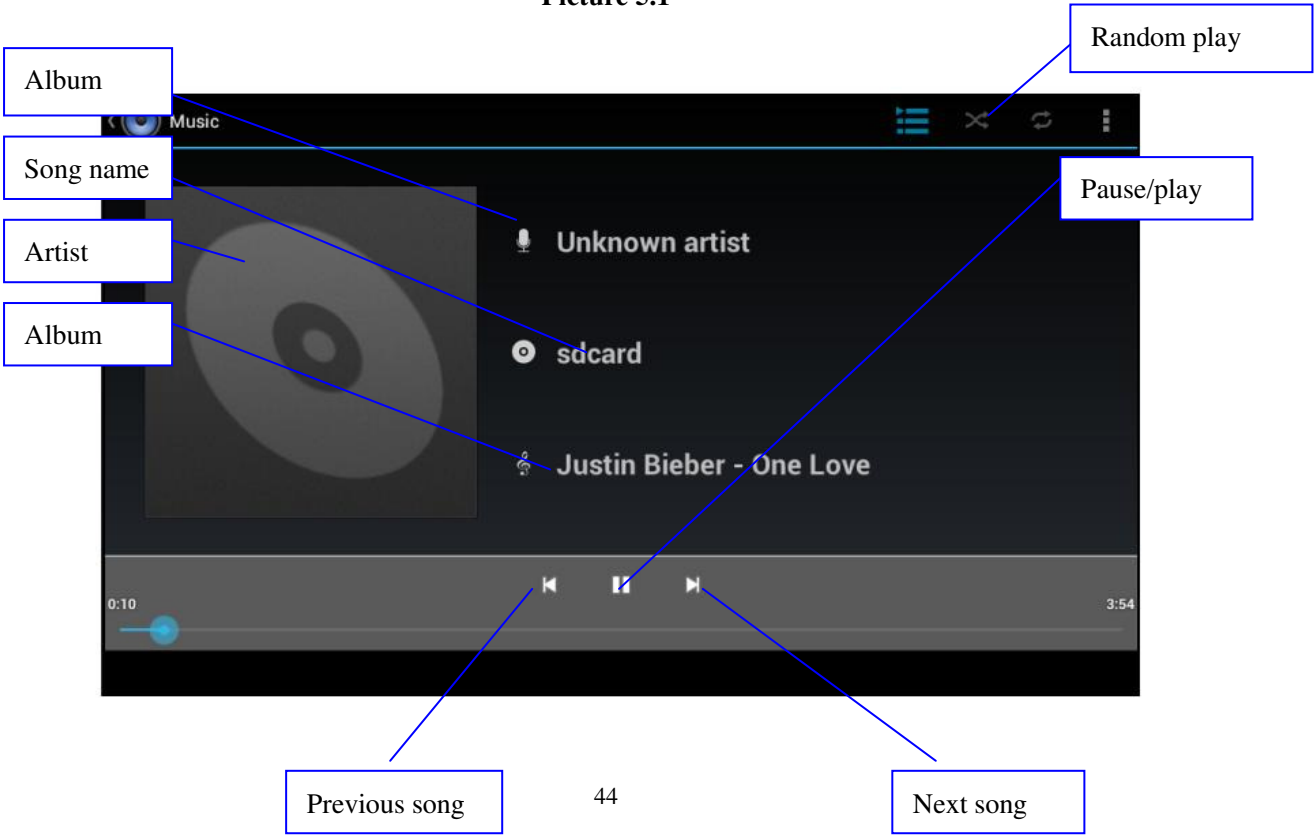 Picture 5.1
Random play
Album
Music
Song name
Pause/play
Artist
Unknown artist
Album
sdcard
Justin Bieber - One Love
0:10
3:54
Previous song
44
Next song